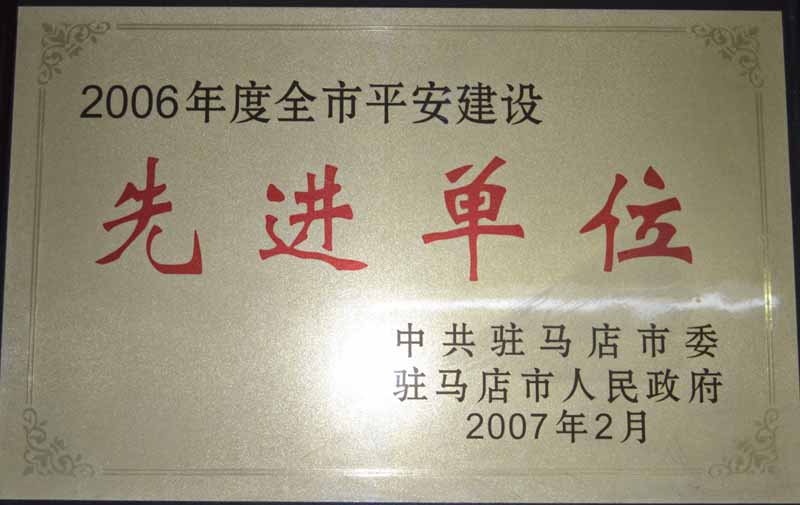 2006年度全市平安建设
先进单位
中共驻马店市委
驻马店市人民政府
2007年2月